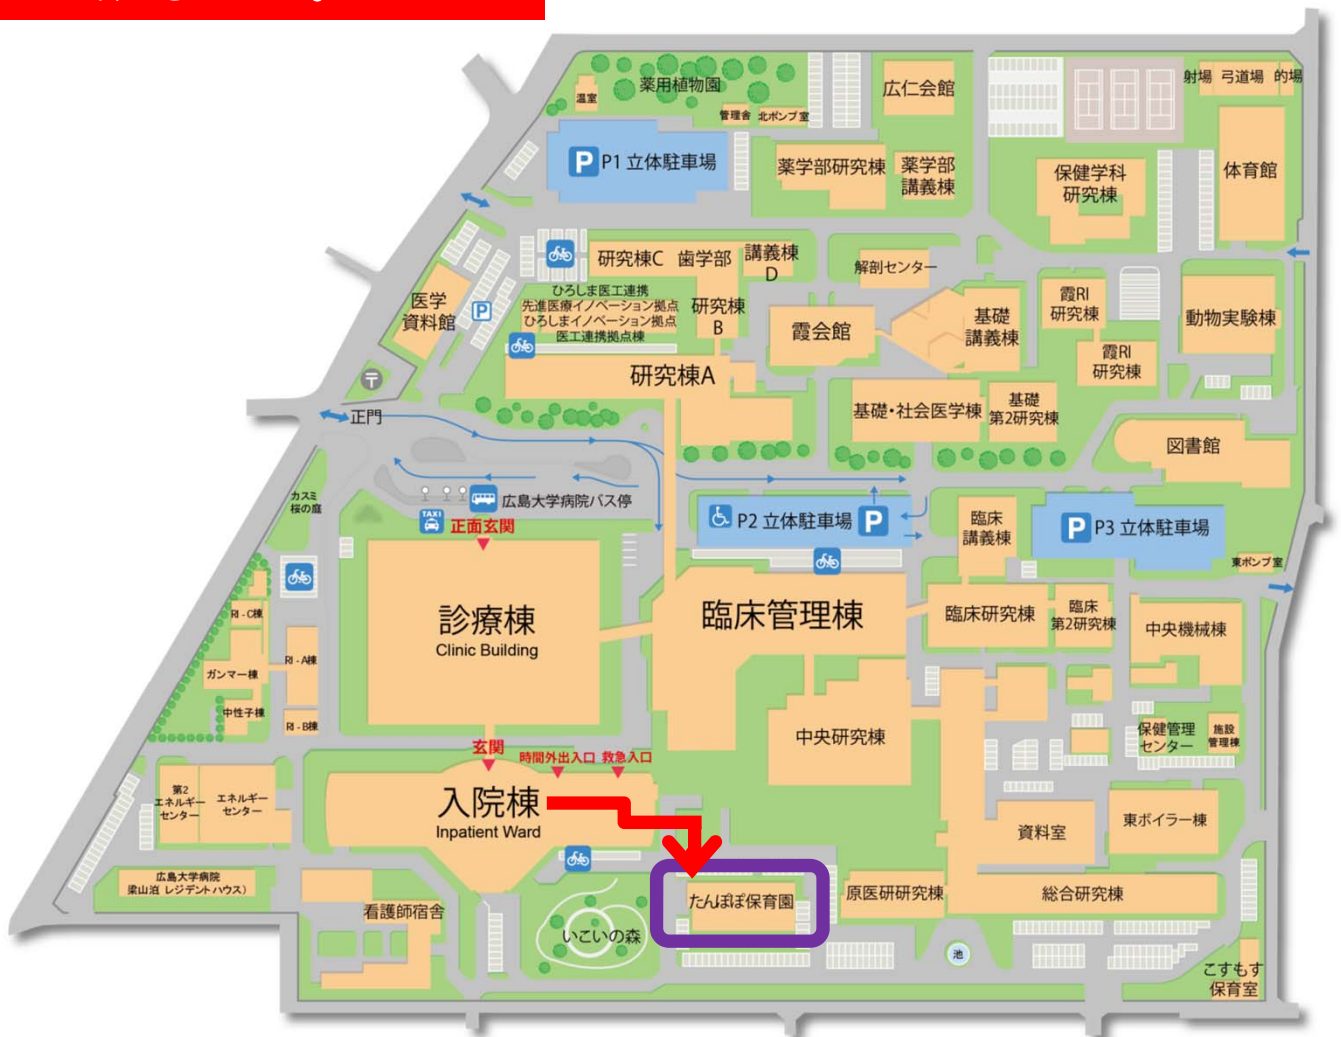 薬用植物園
温室
管理舎
北ポンプ室
広仁会館
射場
弓道場
的場
P
P1 立体駐車場
薬学部研究棟
薬学部
講義棟
保健学科
研究棟
体育館
研究棟C
歯学部
講義棟
D
解剖センター
医学
資料館
P
ひろしま医工連携
先進医療イノベーション拠点
ひろしまイノベーション拠点
医工連携拠点棟
研究棟
B
霞会館
基礎
講義棟
霞RI
研究棟
動物実験棟
霞RI
研究棟
研究棟A
〒
正門
基礎・社会医学棟
基礎
第2研究棟
図書館
カスミ
桜の庭
広島大学病院バス停
TAXI
正面玄関
P2 立体駐車場
P
臨床
講義棟
P
P3 立体駐車場
東ポンプ室
診療棟
Clinic Building
臨床管理棟
臨床研究棟
臨床
第2研究棟
中央機械棟
RI - C棟
RI - A棟
ガンマー棟
中性子棟
RI - B棟
中央研究棟
保健管理
センター
施設
管理棟
玄関
時間外出入口
救急入口
第2
エネルギー
センター
エネルギー
センター
入院棟
Inpatient Ward
資料室
東ボイラー棟
広島大学病院
梁山泊 レジデントハウス)
看護師宿舎
いこいの森
たんぽぽ保育園
原医研研究棟
総合研究棟
池
こすもす
保育室